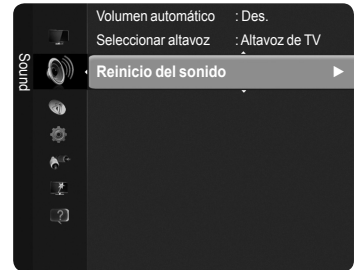 Volumen automático : Des.
Seleccionar altavoz : Altavoz de TV
Sound
Reinicio del sonido